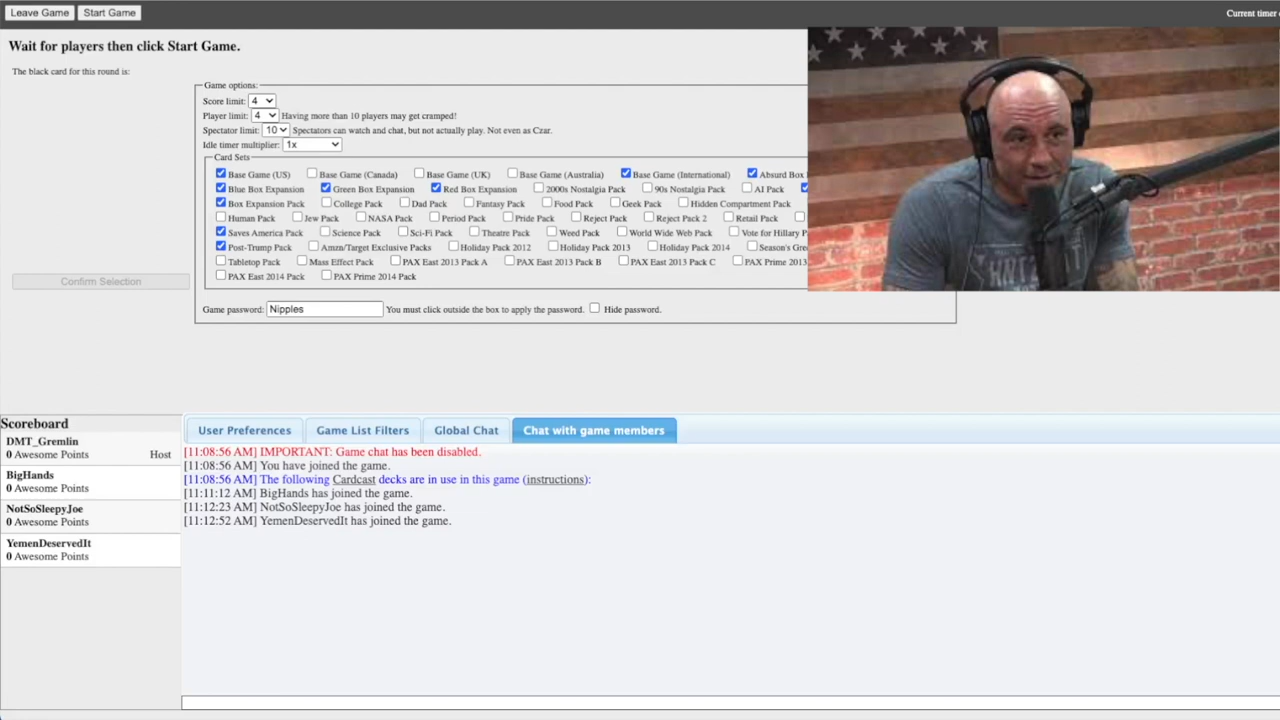 Leave Game Start Game
Current timer
Wait for players then click Start Game.
The black card for this round is:
Game options:
Score limit: 4
Player limit: 4 Having more than 10 players may get cramped!
Spectator limit: 10 Spectators can watch and chat, but not actually play. Not even as Czar.
Idle timer multiplier: 1x
Card Sets
Base Game (US) Base Game (Canada) Base Game (UK) Base Game (Australia) Base Game (International) Absurd Box
Blue Box Expansion Green Box Expansion Red Box Expansion 2000s Nostalgia Pack 90s Nostalgia Pack AI Pack
Box Expansion Pack College Pack Dad Pack Fantasy Pack Food Pack Geek Pack Hidden Compartment Pack
Human Pack Jew Pack NASA Pack Period Pack Pride Pack Reject Pack Reject Pack 2 Retail Pack
Saves America Pack Science Pack Sci-Fi Pack Theatre Pack Weed Pack World Wide Web Pack Vote for Hillary P
Post-Trump Pack Amzn/Target Exclusive Packs Holiday Pack 2012 Holiday Pack 2013 Holiday Pack 2014 Season's Gre
Tabletop Pack Mass Effect Pack PAX East 2013 Pack A PAX East 2013 Pack B PAX East 2013 Pack C PAX Prime 2013
PAX East 2014 Pack PAX Prime 2014 Pack
Confirm Selection
Game password: Nipples You must click outside the box to apply the password. Hide password.
Scoreboard
DMT_Gremlin
0 Awesome Points Host
BigHands
0 Awesome Points
NotSoSleepyJoe
0 Awesome Points
YemenDeservedIt
0 Awesome Points
User Preferences Game List Filters Global Chat Chat with game members
[11:08:56 AM] IMPORTANT: Game chat has been disabled.
[11:08:56 AM] You have joined the game.
[11:08:56 AM] The following Cardcast decks are in use in this game (instructions):
[11:11:12 AM] BigHands has joined the game.
[11:12:23 AM] NotSoSleepyJoe has joined the game.
[11:12:52 AM] YemenDeservedIt has joined the game.